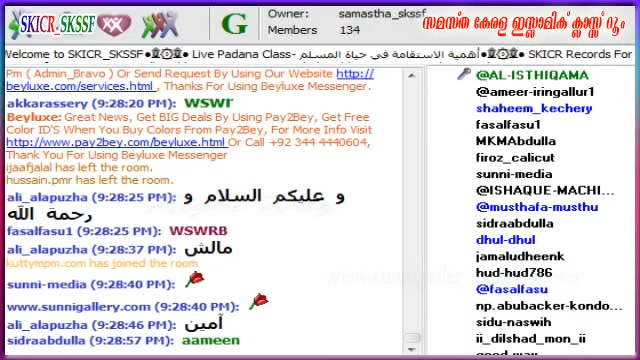 SKICR.SKSSF
G
Owner: samastha_skssf
Members 134
സമസ്ത കേരള ഇസ്ലാമിക് ക്ലാസ്സ് റൂം
Welcome to SKICR_SKSSF Live Padana Class- أهمية الاستقامة في حياة المسلم SKICR Records For
Pm ( Admin_Bravo ) Or Send Request By Using Our Website http://
beyluxe.com/services.html , Thanks For Using Beyluxe Messenger.
akkarassery (9:28:20 PM): wswr
Beyluxe: Great News, Get BIG Deals By Using Pay2Bey, Get Free
Color ID'S When You Buy Colors From Pay2Bey, For More Info Visit
http://www.pay2bey.com/beyluxe.html Or Call +92 344 4440604,
Thank You For Using Beyluxe Messenger
ijaafjalal has left the room.
hussain.pmr has left the room.
ali_alapuzha (9:28:25 PM): و عليكم السلام و
رحمة الله
fasalfasu1 (9:28:25 PM): WSWRB
ali_alapuzha (9:28:37 PM): مالش
kuttympm.com has joined the room
sunni-media (9:28:40 PM):
www.sunnigallery.com (9:28:40 PM):
ali_alapuzha (9:28:46 PM): آمين
sidraabdulla (9:28:57 PM): aameen
@AL-ISTHIQAMA
@ameer-iringallur1
shaheem_kechery
fasalfasu1
MKMAbdulla
firoz_calicut
sunni-media
@ISHAQUE-MACHI...
@musthafa-musthu
sidraabdulla
dhul-dhul
jamaludheenk
hud-hud786
@fasalfasu
np.abubacker-kondo...
sidu-naswih
ii_dilshad_mon_ii